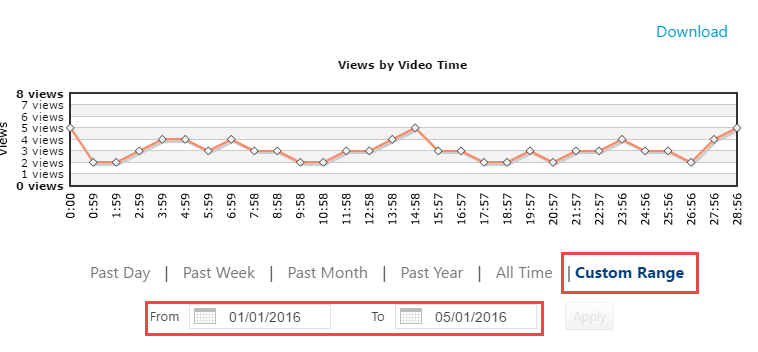 Download
Views by Video Time
Views
8 views
7 views
6 views
5 views
4 views
3 views
2 views
1 views
0 views
0:00
0:59
1:59
2:59
3:59
4:59
5:59
6:59
7:58
8:58
9:58
10:58
11:58
12:58
13:58
14:58
15:57
16:57
17:57
18:57
19:57
20:57
21:57
22:57
23:56
24:56
25:56
26:56
27:56
28:56
Past Day | Past Week | Past Month | Past Year | All Time | Custom Range
From 01/01/2016 To 05/01/2016 Apply